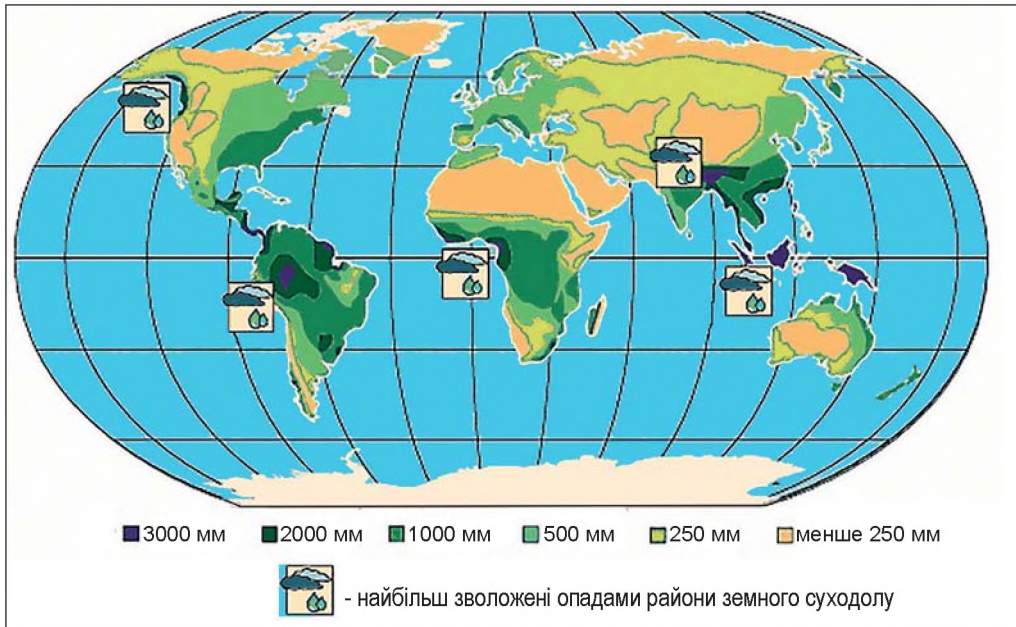 3000 мм 2000 мм 1000 мм 500 мм 250 мм менше 250 мм
- найбільш зволожені опадами райони земного суходолу